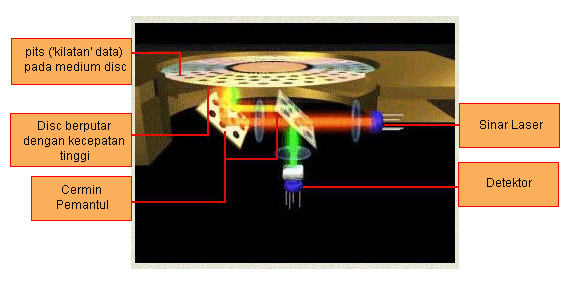 pits ('kilatan' data)
pada medium disc
Disc berputar
dengan kecepatan
tinggi
Cermin
Pemantul
Sinar Laser
Detektor